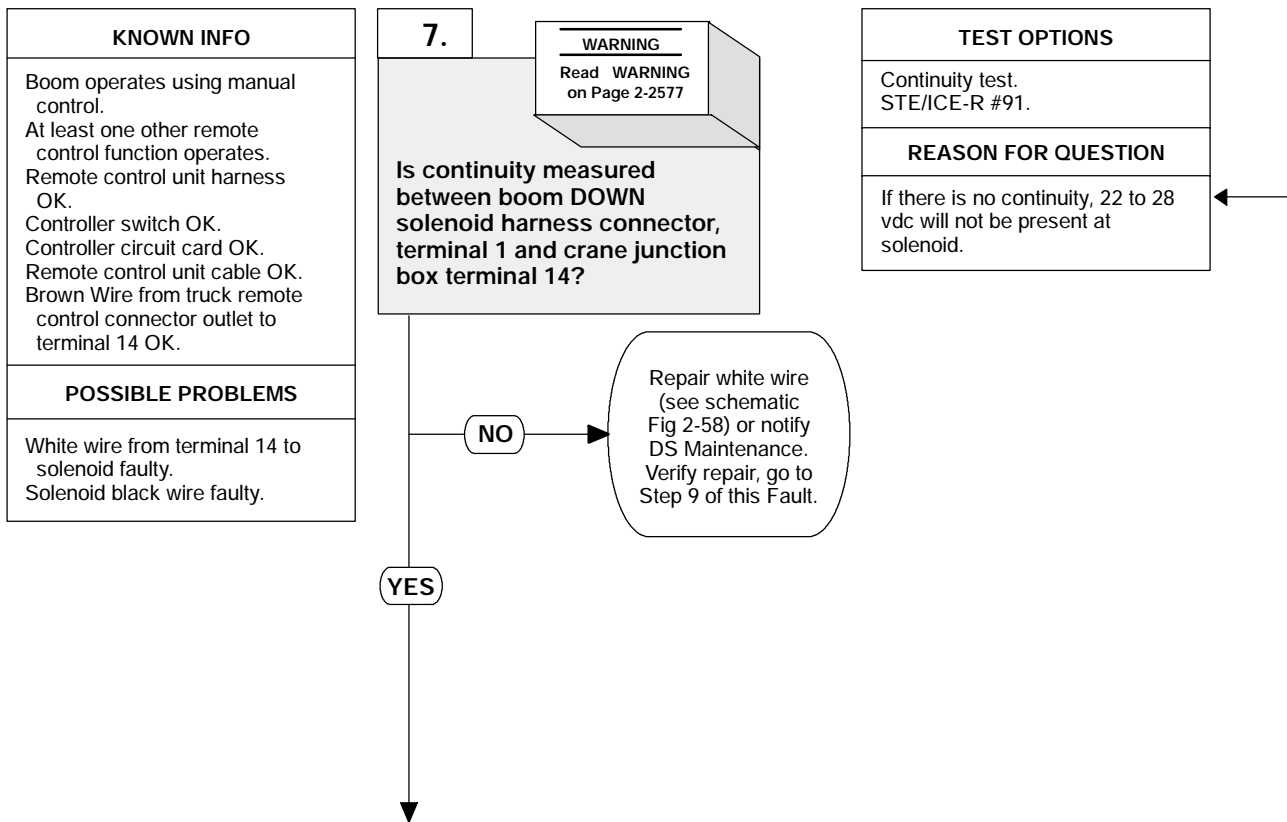 KNOWN INFO
Boom operates using manual
control.
At least one other remote
control function operates.
Remote control unit harness
OK.
Controller switch OK.
Controller circuit card OK.
Remote control unit cable OK.
Brown Wire from truck remote
control connector outlet to
terminal 14 OK.
POSSIBLE PROBLEMS
White wire from terminal 14 to
solenoid faulty.
Solenoid black wire faulty.
7.
WARNING
Read WARNING
on Page 2-2577
Is continuity measured
between boom DOWN
solenoid harness connector,
terminal 1 and crane junction
box terminal 14?
NO
Repair white wire
(see schematic
Fig 2-58) or notify
DS Maintenance.
Verify repair, go to
Step 9 of this Fault.
YES
TEST OPTIONS
Continuity test.
STE/ICE-R #91.
REASON FOR QUESTION
If there is no continuity, 22 to 28
vdc will not be present at
solenoid.